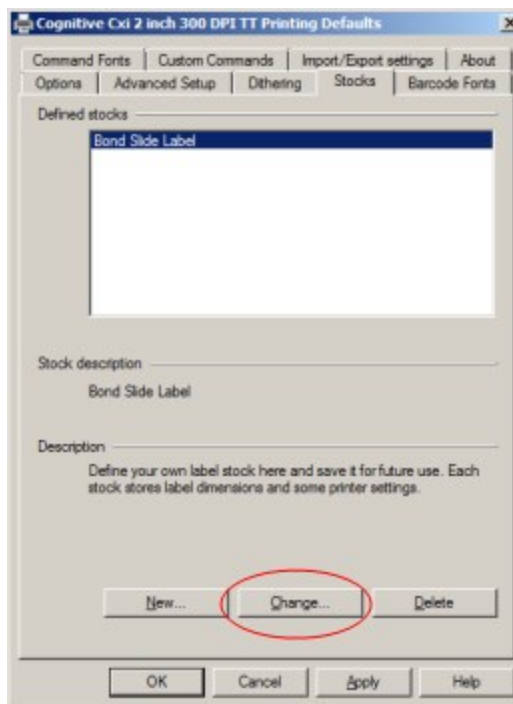 Cognitive Cxi 2 inch 300 DPI TT Printing Defaults
Command Fonts Custom Commands Import/Export settings About
Options Advanced Setup Dithering Stocks Barcode Fonts
Defined stocks
Bond Slide Label
Stock description
Bond Slide Label
Description
Define your own label stock here and save it for future use. Each
stock stores label dimensions and some printer settings.
New... Change... Delete
OK Cancel Apply Help